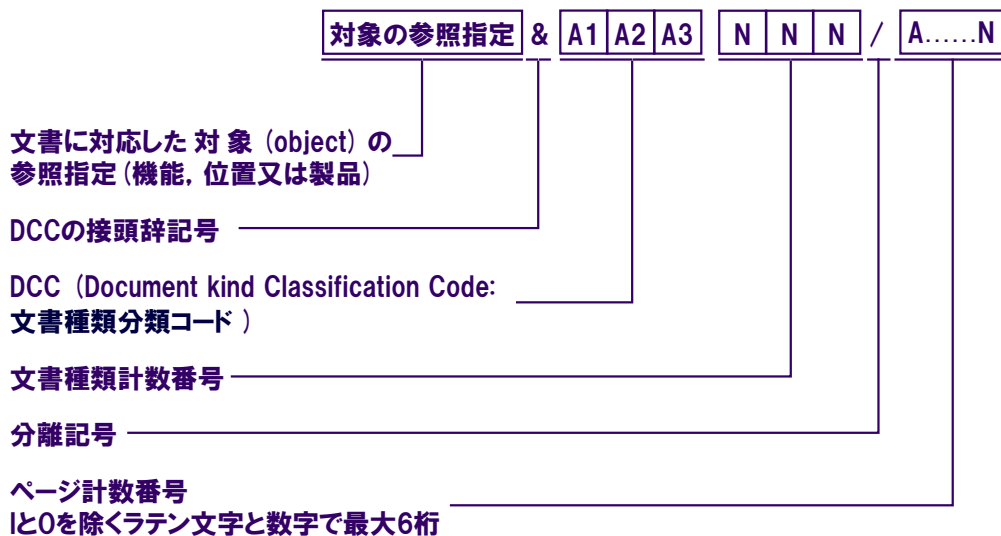 対象の参照指定 & A1 A2 A3 N N N / A......N
文書に対応した 対 象 (object) の
参照指定 (機能, 位置又は製品)
DCCの接頭辞記号
DCC (Document kind Classification Code:
文書種類分類コード )
文書種類計数番号
分離記号
ページ計数番号
IとOを除くラテン文字と数字で最大6桁